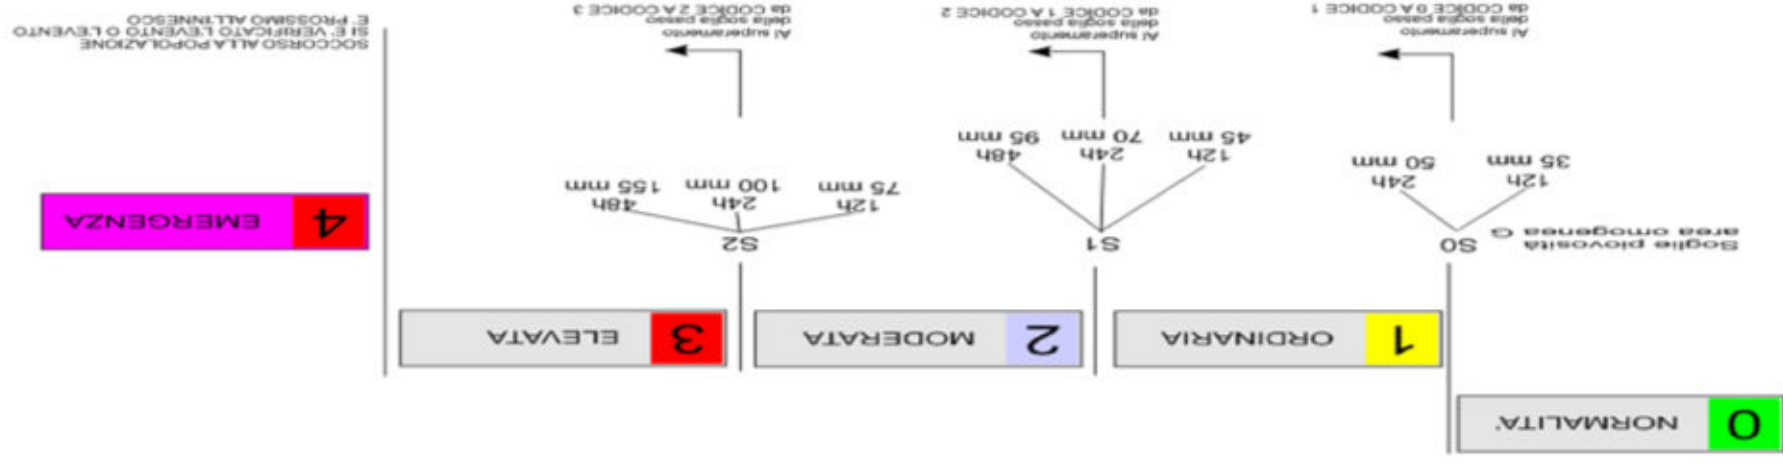 0 NORMALITA'
1 ORDINARIA
2 MODERATA
3 ELEVATA
4 EMERGENZA
Soglie piovosità
area omogenea G
S0
12h
35 mm
24h
50 mm
Al superamento
della soglia passo
da CODICE 0 A CODICE 1
S1
12h
45 mm
24h
70 mm
48h
95 mm
Al superamento
della soglia passo
da CODICE 1 A CODICE 2
S2
12h
75 mm
24h
100 mm
48h
155 mm
Al superamento
della soglia passo
da CODICE 2 A CODICE 3
SOCCORSO ALLA POPOLAZIONE
SI E' VERIFICATO L'EVENTO O L'EVENTO
E' PROSSIMO ALL'INNESCO